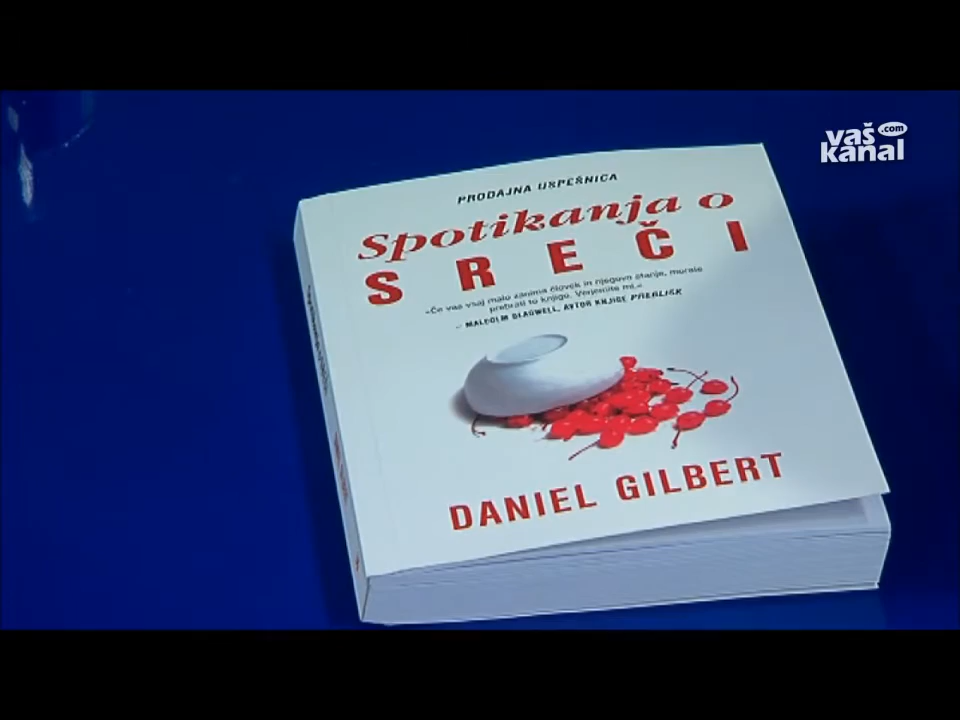 vaš .com
kanal
PRODAJNA USPEŠNICA
Spotikanja o
SREČI
»Če vas vsaj malo zanima človek in njegovo stanje, morate
prebrati to knjigo. Verjemite mi.«
– MALCOLM GLADWELL, AVTOR KNJIGE PREBLISK
DANIEL GILBERT